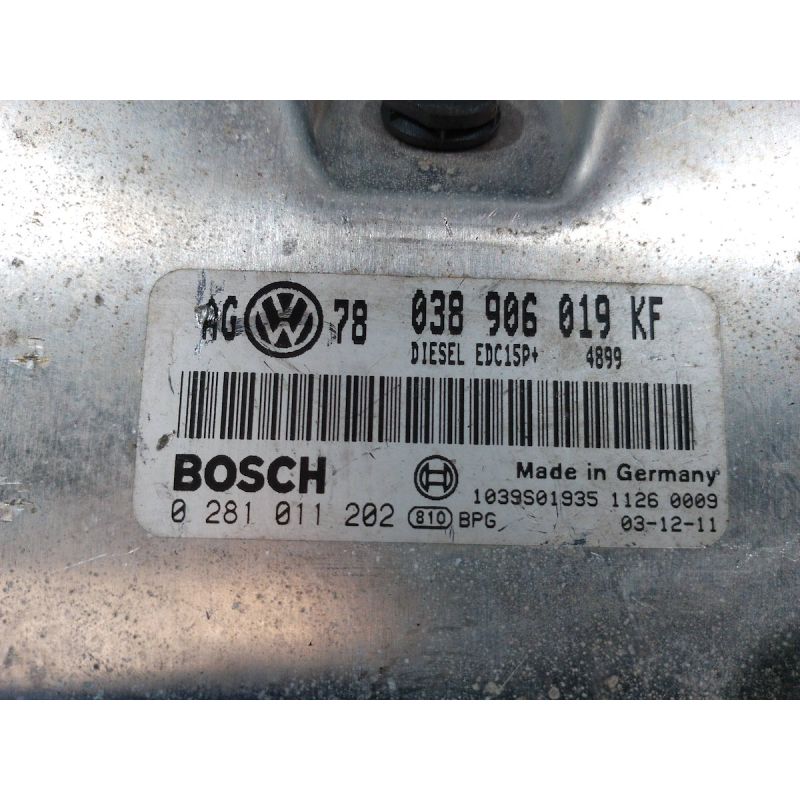 AG VW 78 038 906 019 KF
DIESEL EDC15P+ 4899
BOSCH Made in Germany
1039S01935 1126 0009
0 281 011 202 810 BPG 03-12-11